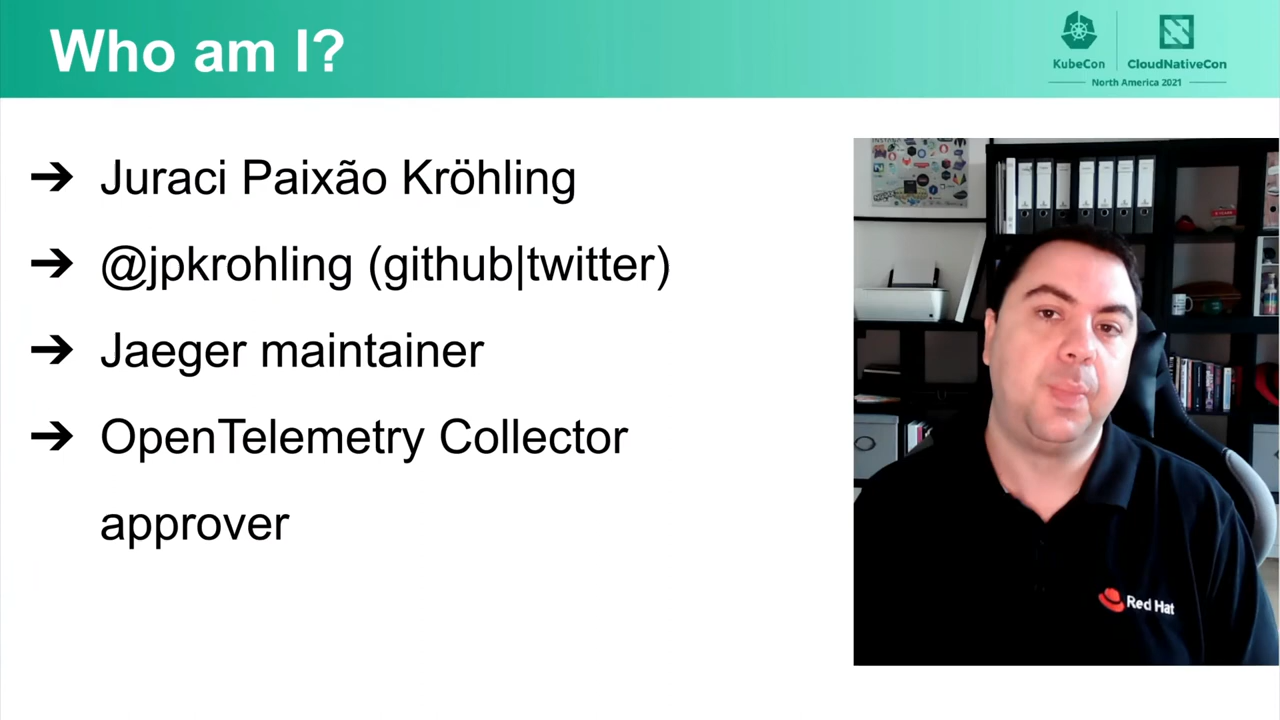 Who am I?
KubeCon
CloudNativeCon
North America 2021
➔ Juraci Paixão Kröhling
➔ @jpkrohling (github|twitter)
➔ Jaeger maintainer
➔ OpenTelemetry Collector
approver
Red Hat